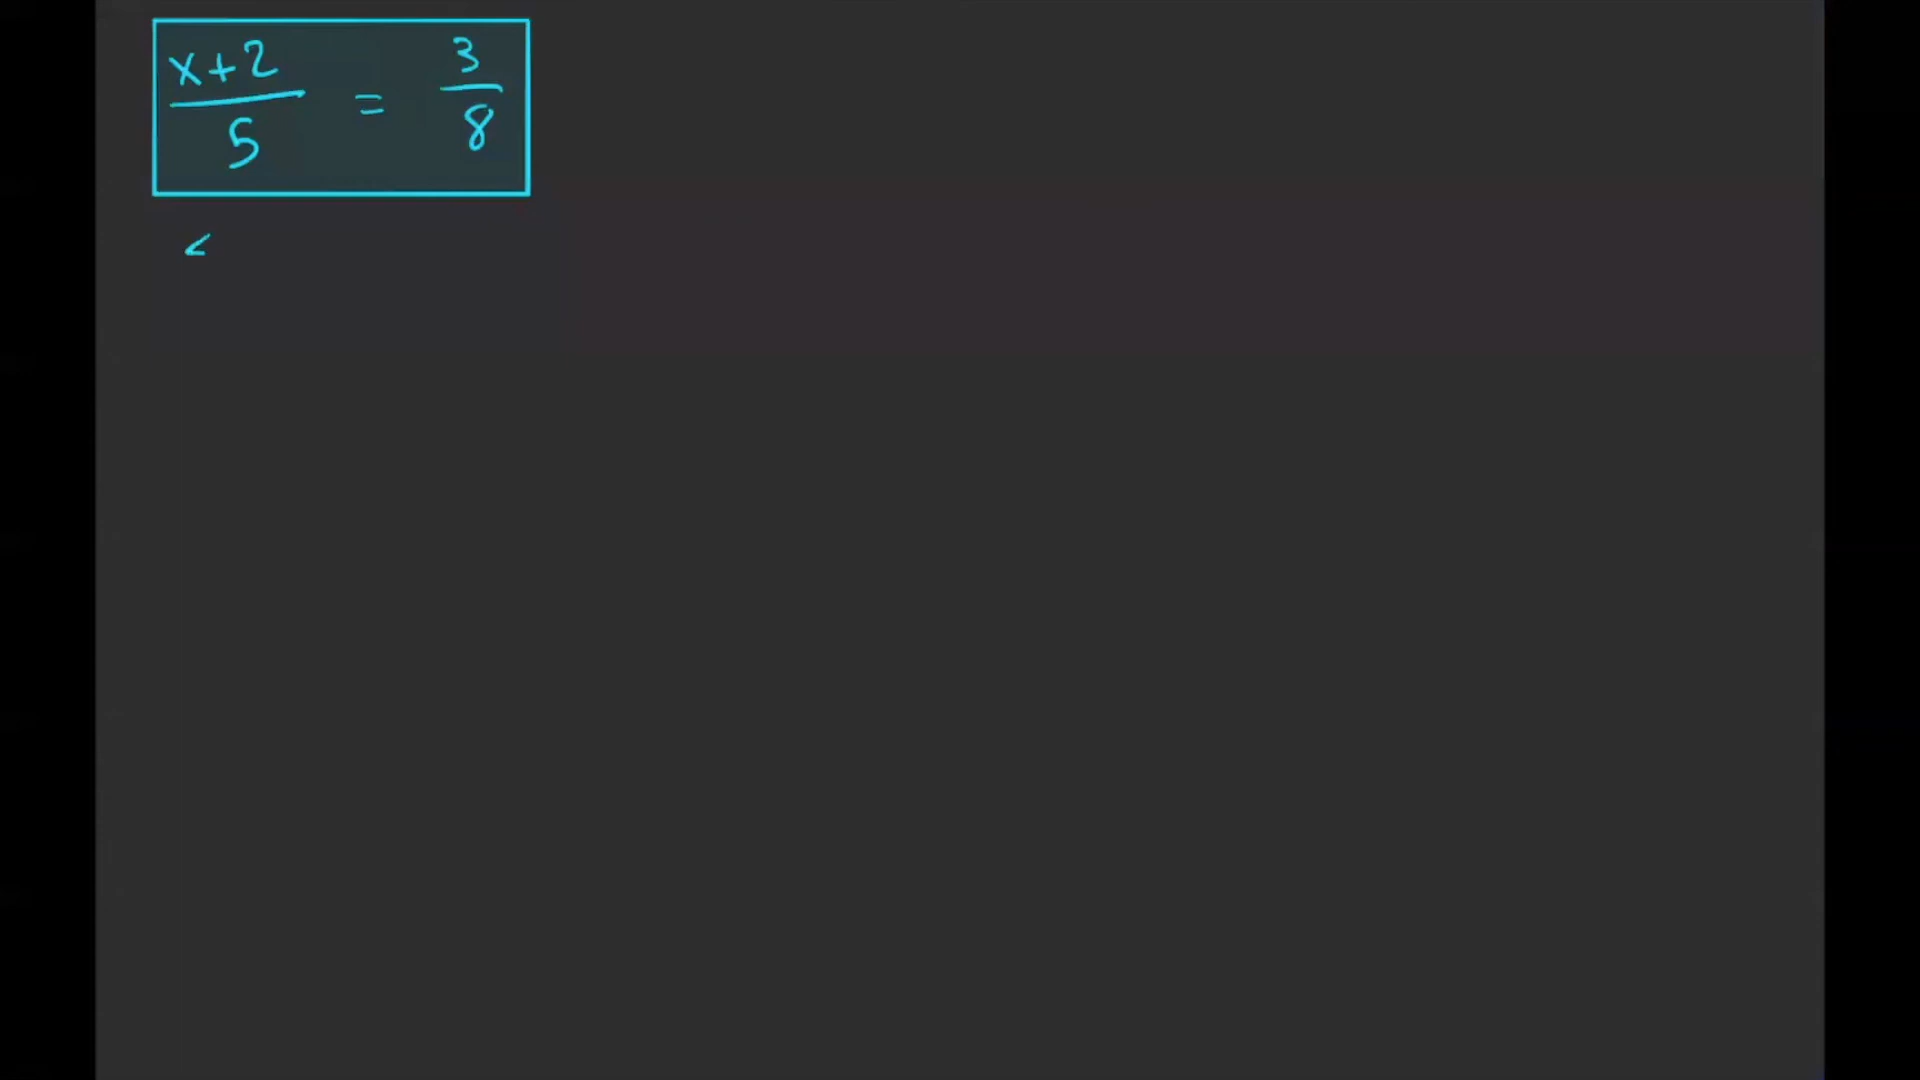 x+2/5 = 3/8